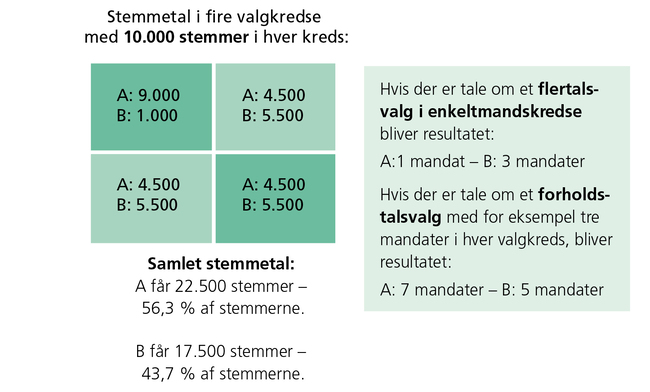 Stemmetal i fire valgkredse
med 10.000 stemmer i hver kreds:
A: 9.000
B: 1.000
A: 4.500
B: 5.500
A: 4.500
B: 5.500
A: 4.500
B: 5.500
Samlet stemmetal:
A får 22.500 stemmer –
56,3 % af stemmerne.
B får 17.500 stemmer –
43,7 % af stemmerne.
Hvis der er tale om et flertals-
valg i enkeltmandskredse
bliver resultatet:
A:1 mandat – B: 3 mandater
Hvis der er tale om et forholds-
talsvalg med for eksempel tre
mandater i hver valgkreds, bliver
resultatet:
A: 7 mandater – B: 5 mandater